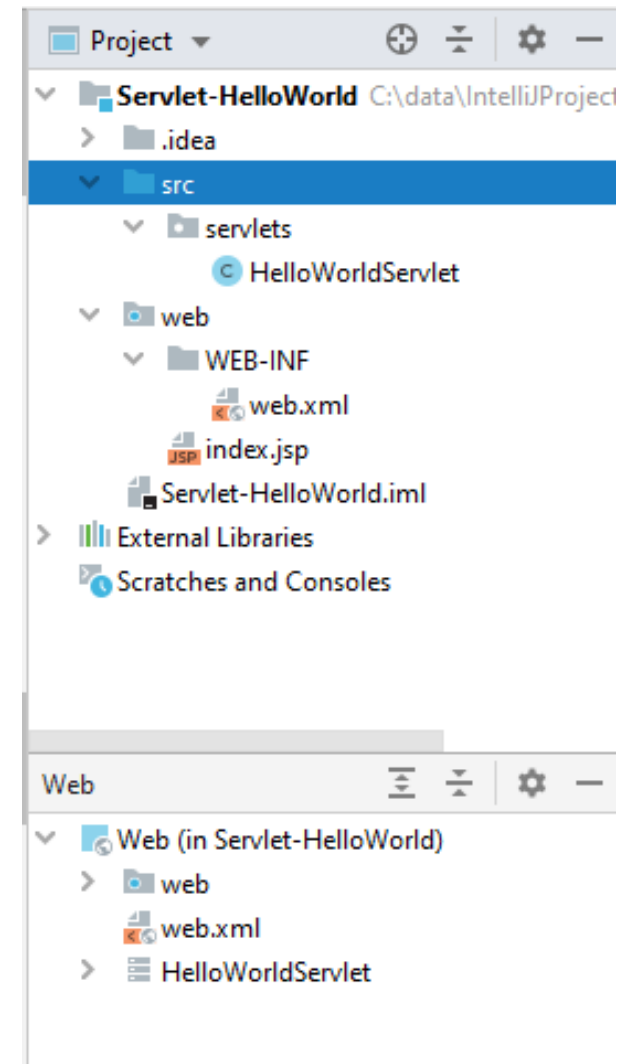 Project
Servlet-HelloWorld C:\data\IntelliJProject
.idea
src
servlets
C HelloWorldServlet
web
WEB-INF
web.xml
JSP index.jsp
Servlet-HelloWorld.iml
External Libraries
Scratches and Consoles
Web
Web (in Servlet-HelloWorld)
web
web.xml
HelloWorldServlet